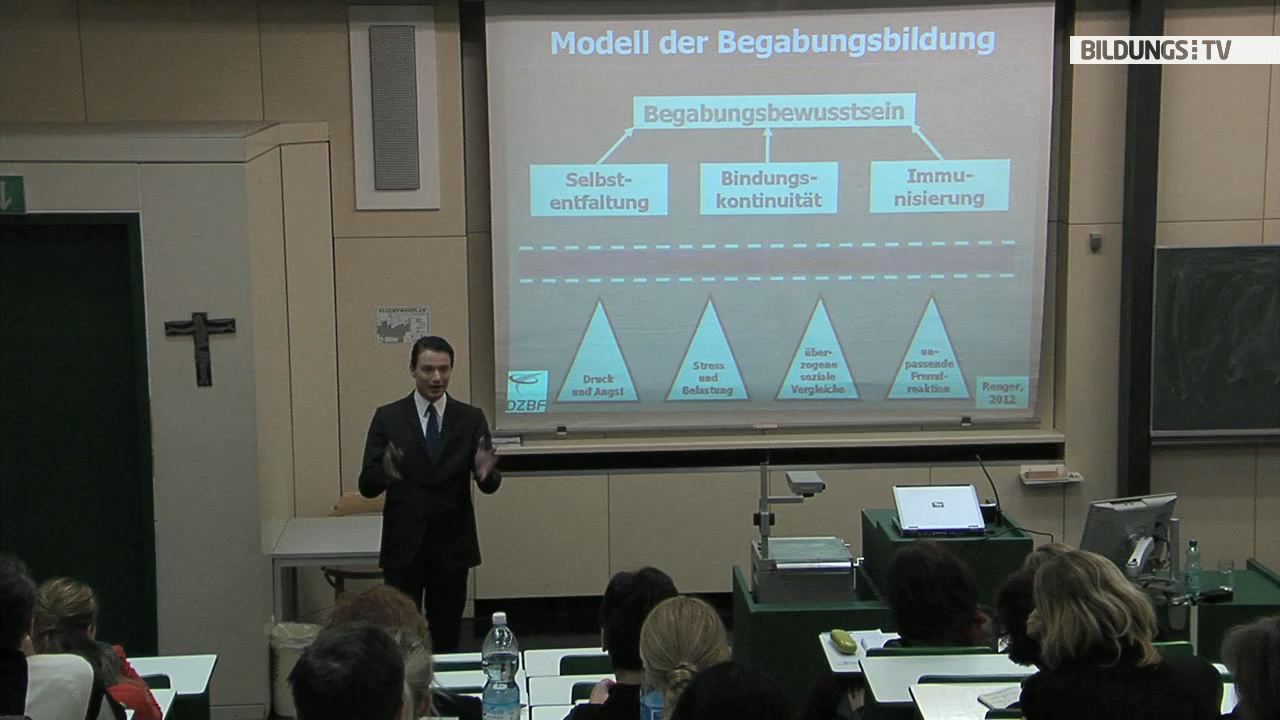 BILDUNGS TV
Modell der Begabungsbildung
Begabungsbewusstsein
Selbst-
entfaltung
Bindungs-
kontinuität
Immu-
nisierung
Druck
und Angst
Stress
und
Belastung
über-
zogene
soziale
Vergleiche
un-
passende
Fremd-
reaktion
DZBF
Renger,
2012
FLUCHTWEGPLAN